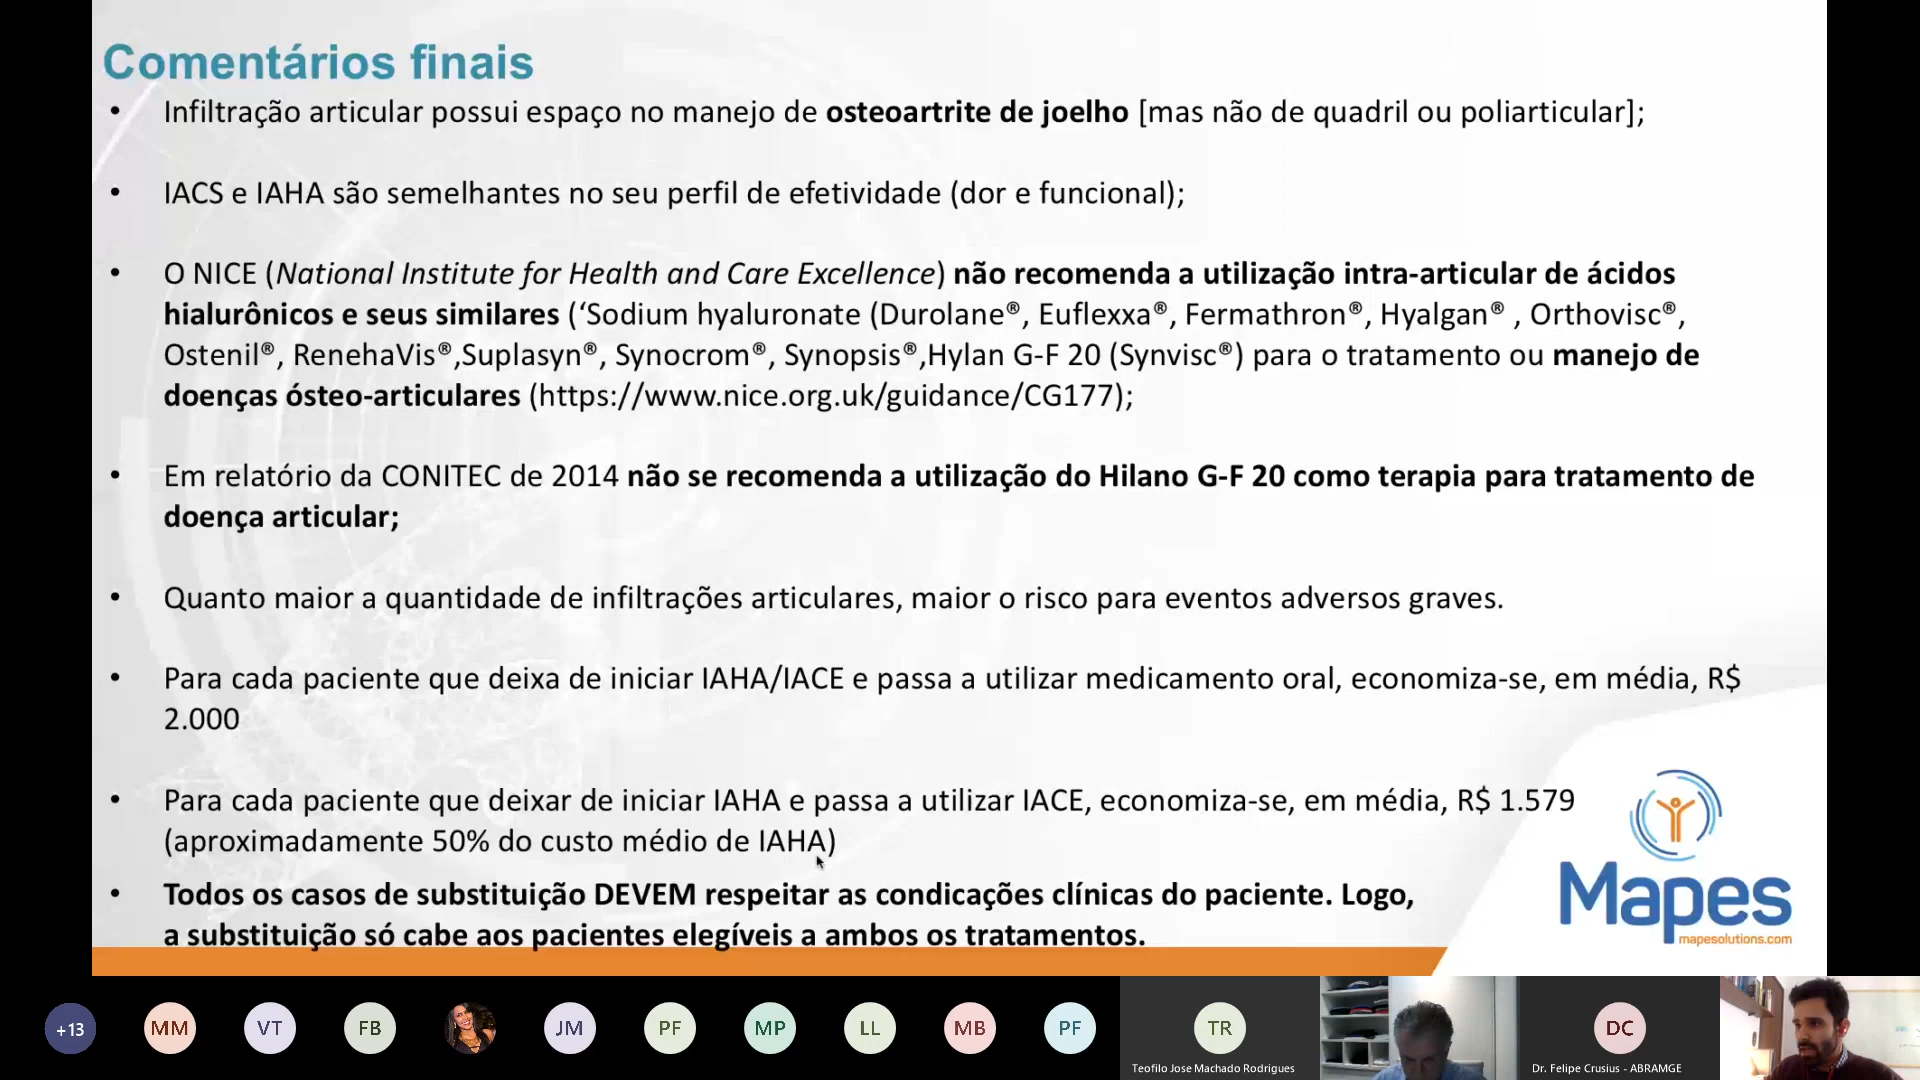 Comentários finais
• Infiltração articular possui espaço no manejo de osteoartrite de joelho [mas não de quadril ou poliarticular];
• IACS e IAHA são semelhantes no seu perfil de efetividade (dor e funcional);
• O NICE (National Institute for Health and Care Excellence) não recomenda a utilização intra-articular de ácidos
hialurônicos e seus similares (‘Sodium hyaluronate (Durolane®, Euflexxa®, Fermathron®, Hyalgan® , Orthovisc®,
Ostenil®, RenehaVis®,Suplasyn®, Synocrom®, Synopsis®,Hylan G-F 20 (Synvisc®) para o tratamento ou manejo de
doenças ósteo-articulares (https://www.nice.org.uk/guidance/CG177);
• Em relatório da CONITEC de 2014 não se recomenda a utilização do Hilano G-F 20 como terapia para tratamento de
doença articular;
• Quanto maior a quantidade de infiltrações articulares, maior o risco para eventos adversos graves.
• Para cada paciente que deixa de iniciar IAHA/IACE e passa a utilizar medicamento oral, economiza-se, em média, R$
2.000
• Para cada paciente que deixar de iniciar IAHA e passa a utilizar IACE, economiza-se, em média, R$ 1.579
(aproximadamente 50% do custo médio de IAHA)
• Todos os casos de substituição DEVEM respeitar as condicações clínicas do paciente. Logo,
a substituição só cabe aos pacientes elegíveis a ambos os tratamentos.
Mapes
mapesolutions.com
+13 MM VT FB JM PF MP LL MB PF TR DC
Teofilo Jose Machado Rodrigues
Dr. Felipe Crusius - ABRAMGE